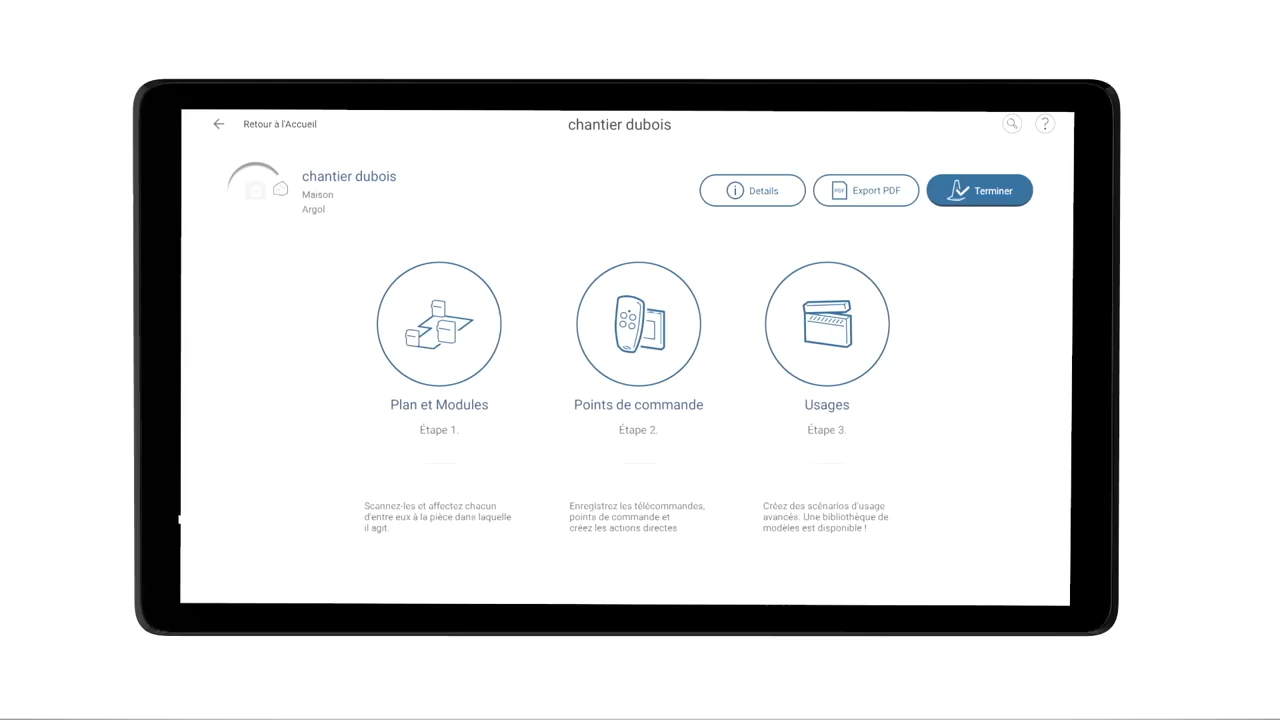 Retour à l'Accueil
chantier dubois
?
chantier dubois
Maison
Argol
Details
Export PDF
Terminer
Plan et Modules
Étape 1.
Scannez-les et affectez chacun
d'entre eux à la pièce dans laquelle
il agit.
Points de commande
Étape 2.
Enregistrez les télécommandes,
points de commande et
créez les actions directes
Usages
Étape 3.
Créez des scénarios d'usage
avancés. Une bibliothèque de
modèles est disponible !